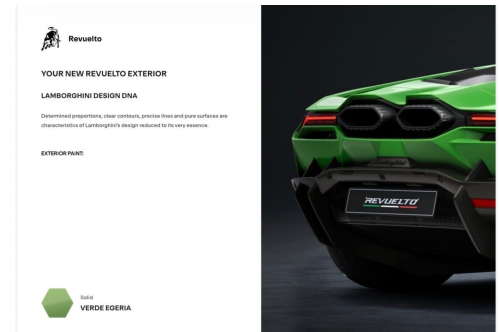 Revuelto
YOUR NEW REVUELTO EXTERIOR
LAMBORGHINI DESIGN DNA
Determined proportions, clear contours, precise lines and pure surfaces are
characteristics of Lamborghini's design reduced to its very essence.
EXTERIOR PAINT:
Solid
VERDE EGERIA
REVUELTO